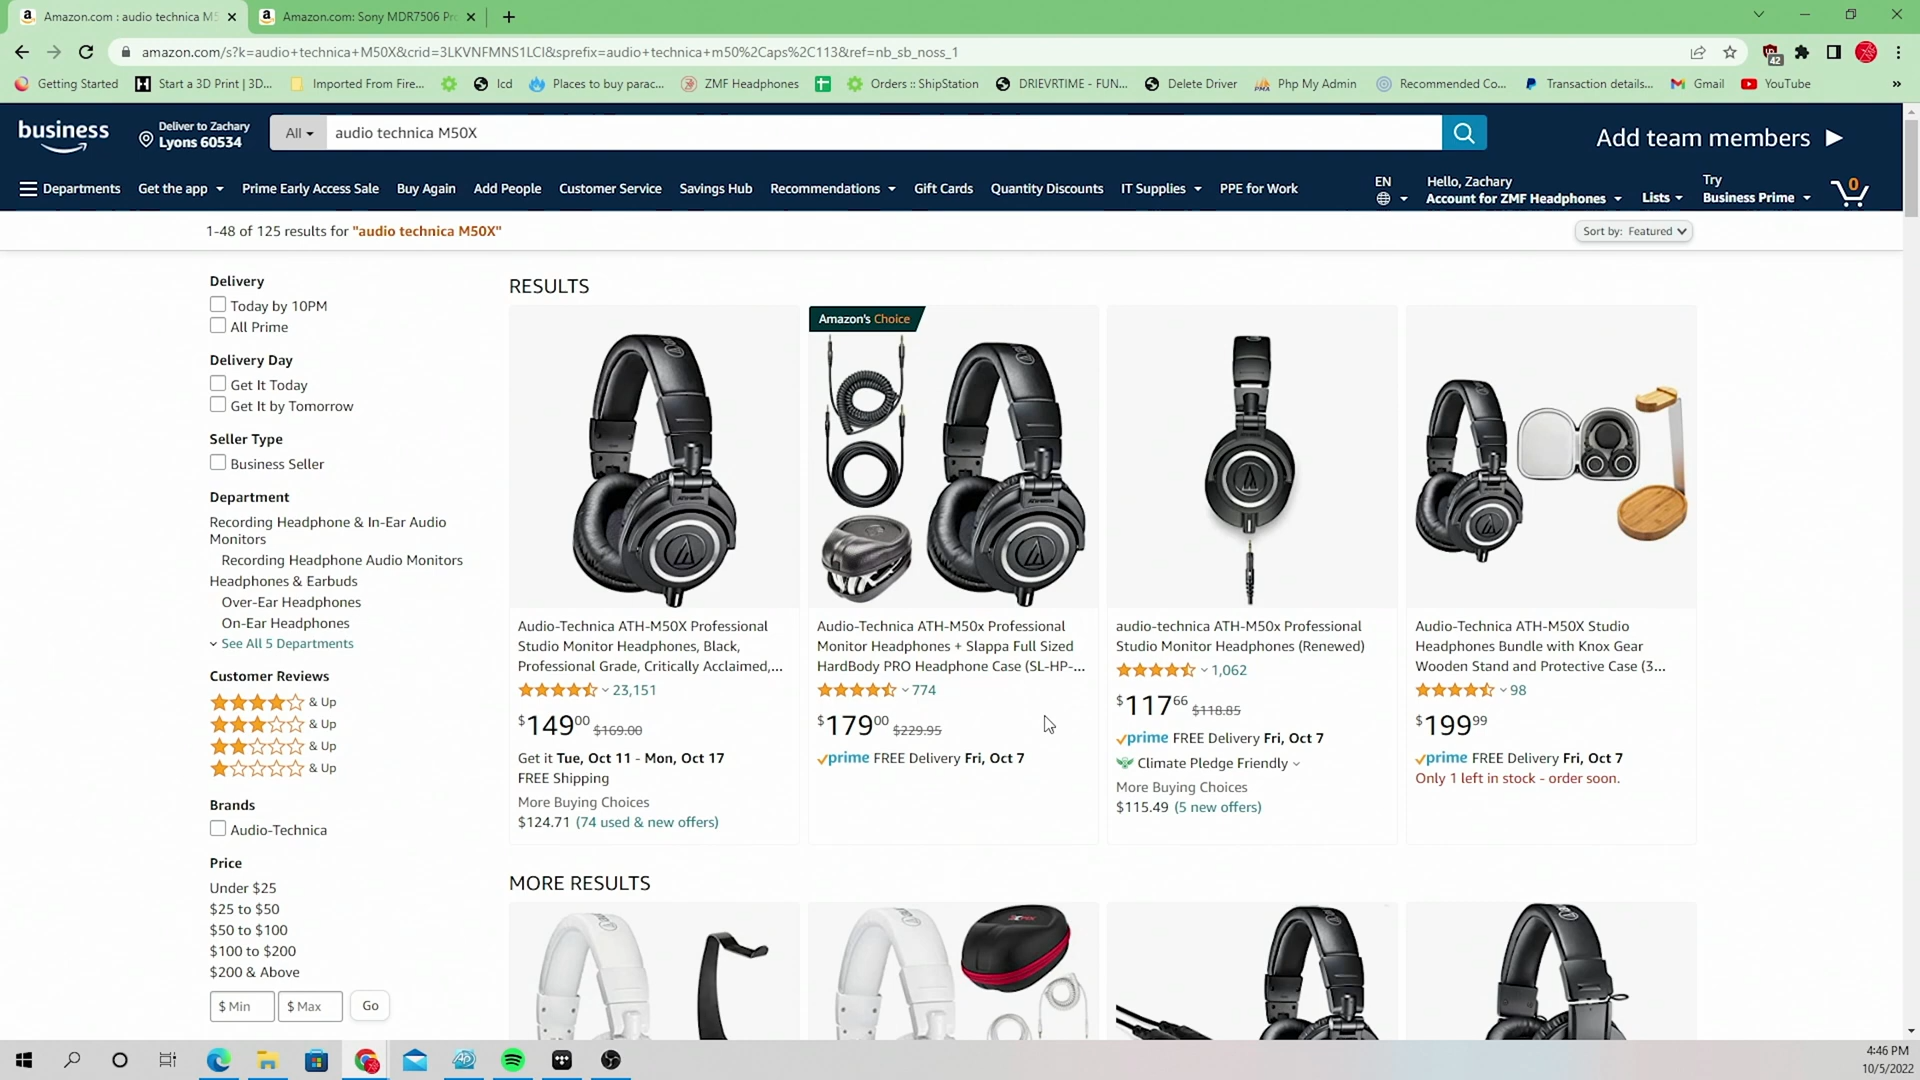 Amazon.com : audio technica M5
Amazon.com: Sony MDR7506 Pro
amazon.com/s?k=audio+technica+M50X&crid=3LKVNFMNS1LCI&sprefix=audio+technica+m50%2Caps%2C113&ref=nb_sb_noss_1
42
Getting Started
Start a 3D Print | 3D...
Imported From Fire...
lcd
Places to buy parac...
ZMF Headphones
Orders :: ShipStation
DRIEVRTIME - FUN...
Delete Driver
Php My Admin
Recommended Co...
Transaction details...
Gmail
YouTube
»
business
Deliver to Zachary
Lyons 60534
All
audio technica M50X
Add team members
Departments
Get the app
Prime Early Access Sale
Buy Again
Add People
Customer Service
Savings Hub
Recommendations
Gift Cards
Quantity Discounts
IT Supplies
PPE for Work
EN
Hello, Zachary
Account for ZMF Headphones
Lists
Try
Business Prime
0
1-48 of 125 results for "audio technica M50X"
Sort by: Featured
Delivery
Today by 10PM
All Prime
Delivery Day
Get It Today
Get It by Tomorrow
Seller Type
Business Seller
Department
Recording Headphone & In-Ear Audio
Monitors
Recording Headphone Audio Monitors
Headphones & Earbuds
Over-Ear Headphones
On-Ear Headphones
See All 5 Departments
Customer Reviews
& Up
& Up
& Up
& Up
Brands
Audio-Technica
Price
Under $25
$25 to $50
$50 to $100
$100 to $200
$200 & Above
$ Min
$ Max
Go
RESULTS
Audio-Technica ATH-M50X Professional
Studio Monitor Headphones, Black,
Professional Grade, Critically Acclaimed,...
23,151
$149.00 $169.00
Get it Tue, Oct 11 - Mon, Oct 17
FREE Shipping
More Buying Choices
$124.71 (74 used & new offers)
Amazon's Choice
Audio-Technica ATH-M50x Professional
Monitor Headphones + Slappa Full Sized
HardBody PRO Headphone Case (SL-HP-...
774
$179.00 $229.95
prime FREE Delivery Fri, Oct 7
audio-technica ATH-M50x Professional
Studio Monitor Headphones (Renewed)
1,062
$117.66 $118.85
prime FREE Delivery Fri, Oct 7
Climate Pledge Friendly
More Buying Choices
$115.49 (5 new offers)
Audio-Technica ATH-M50X Studio
Headphones Bundle with Knox Gear
Wooden Stand and Protective Case (3...
98
$199.99
prime FREE Delivery Fri, Oct 7
Only 1 left in stock - order soon.
MORE RESULTS
4:46 PM
10/5/2022